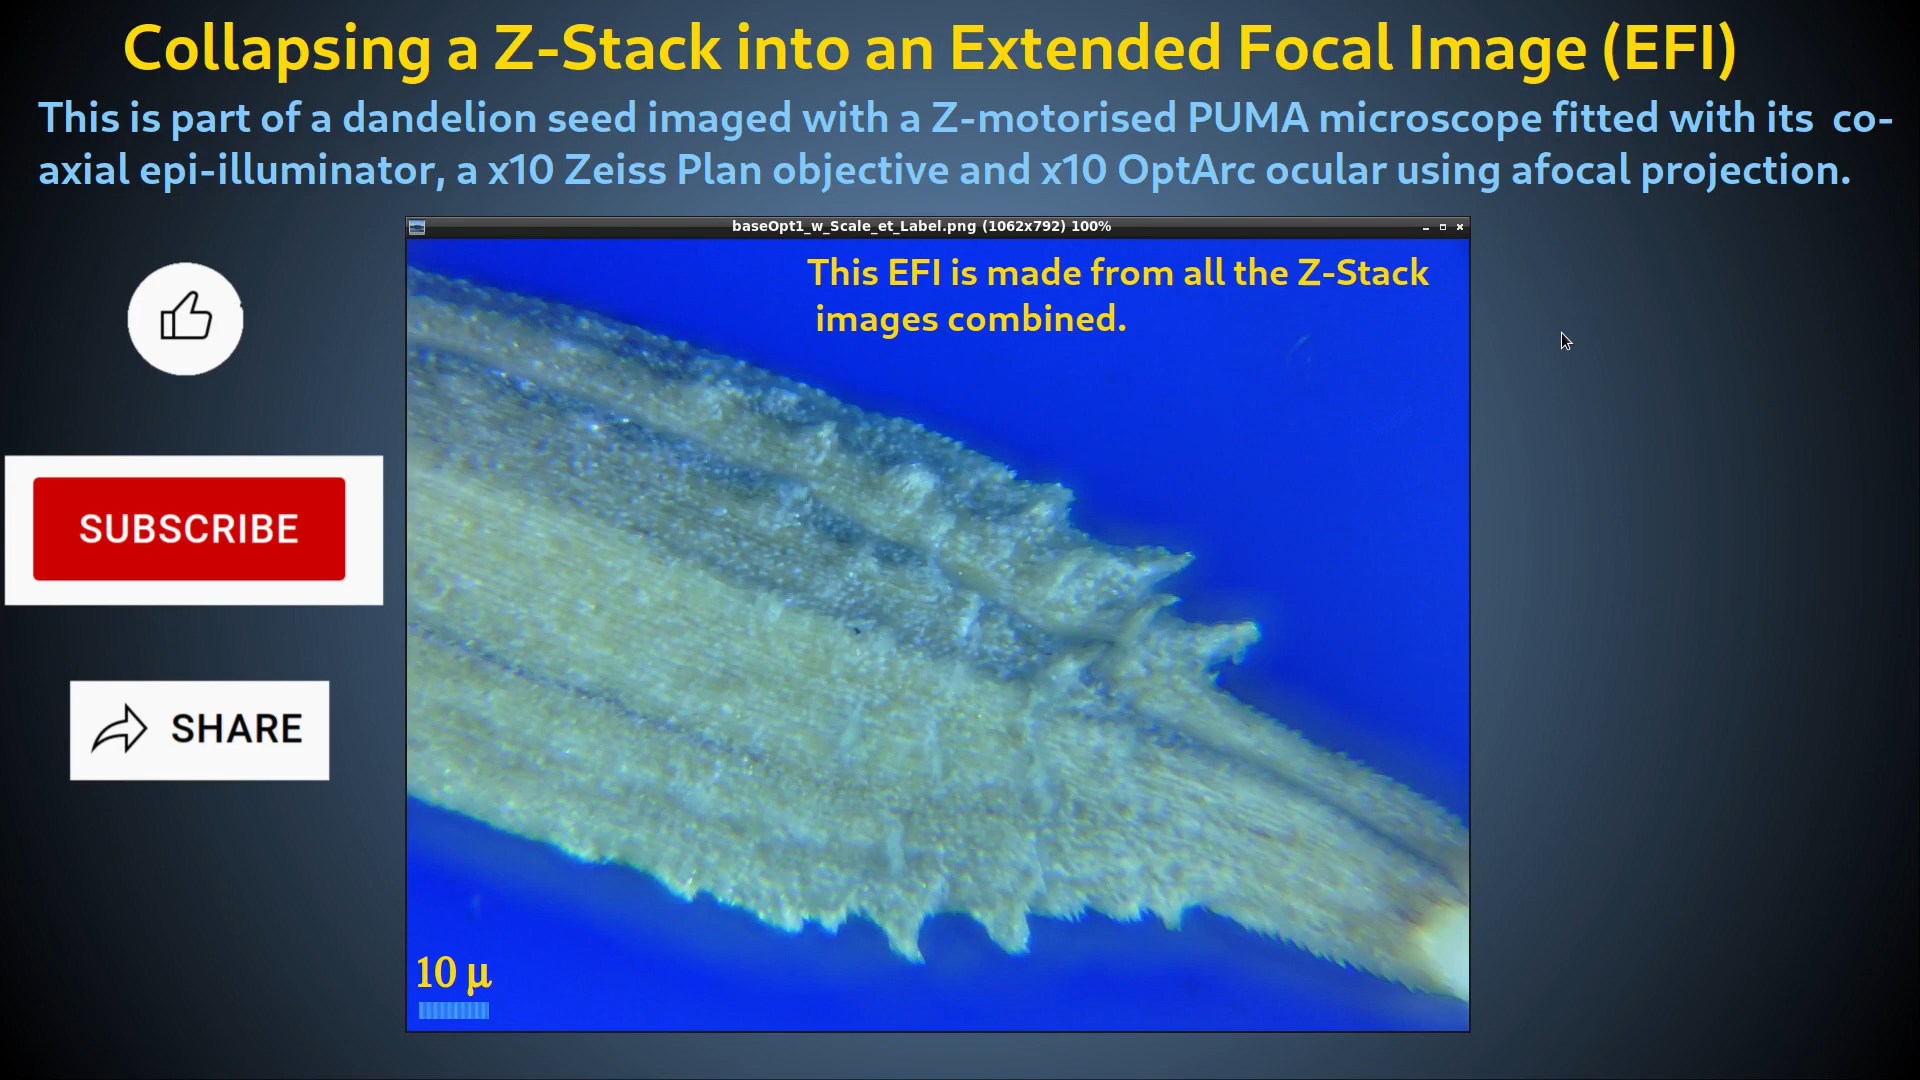 Collapsing a Z-Stack into an Extended Focal Image (EFI)
This is part of a dandelion seed imaged with a Z-motorised PUMA microscope fitted with its co-
axial epi-illuminator, a x10 Zeiss Plan objective and x10 OptArc ocular using afocal projection.
baseOpt1_w_Scale_et_Label.png (1062x792) 100%
This EFI is made from all the Z-Stack
images combined.
SUBSCRIBE
SHARE
10 µ